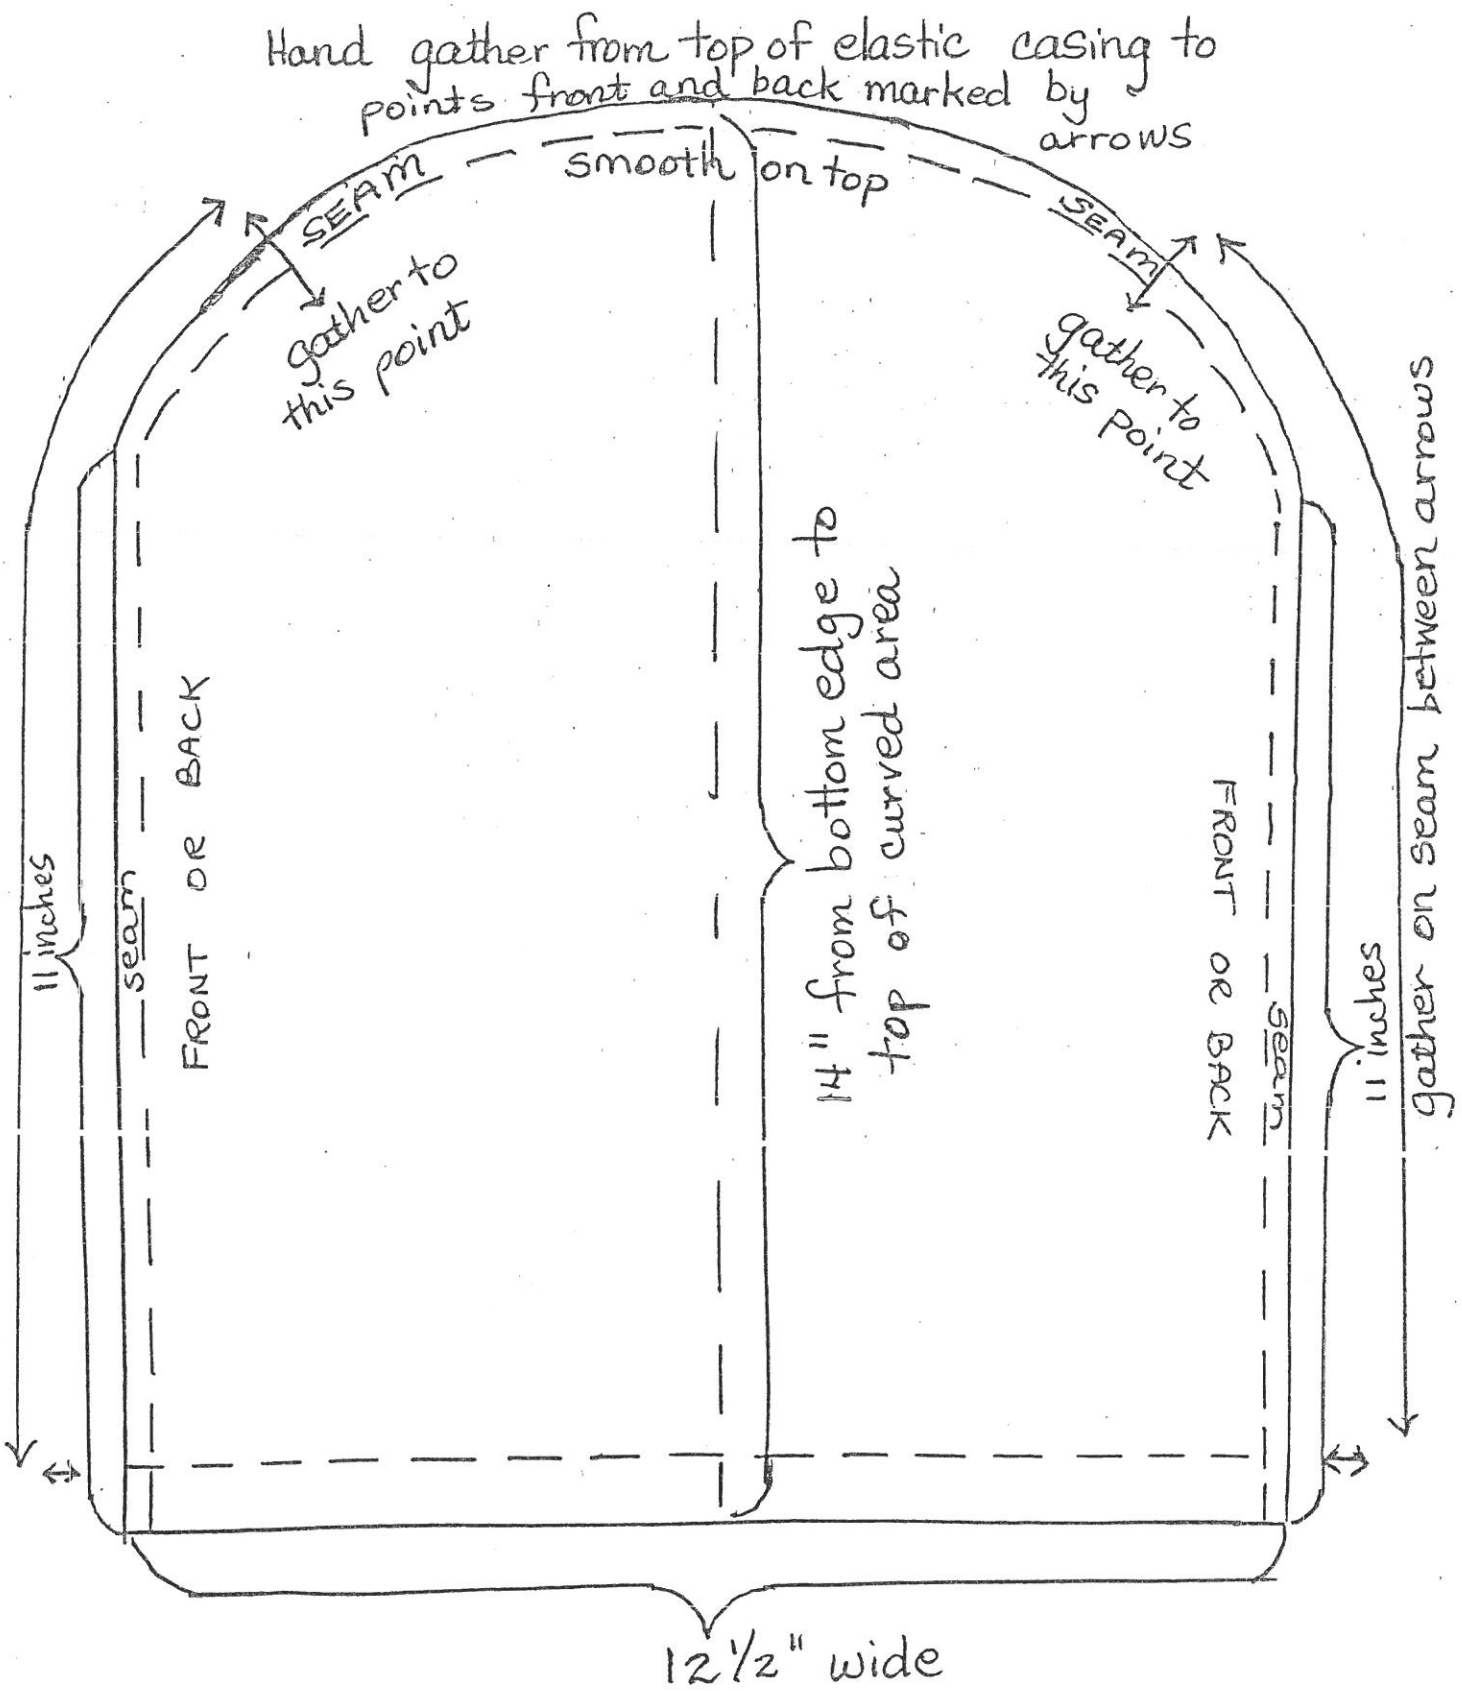 Hand gather from top of elastic casing to
points front and back marked by
arrows
smooth on top
SEAM
SEAM
gather to
this point
gather to
this point
11 inches
seam
FRONT OR BACK
14" from bottom edge to
top of curved area
FRONT OR BACK
seam
11 inches
gather on seam between arrows
12 1/2" wide